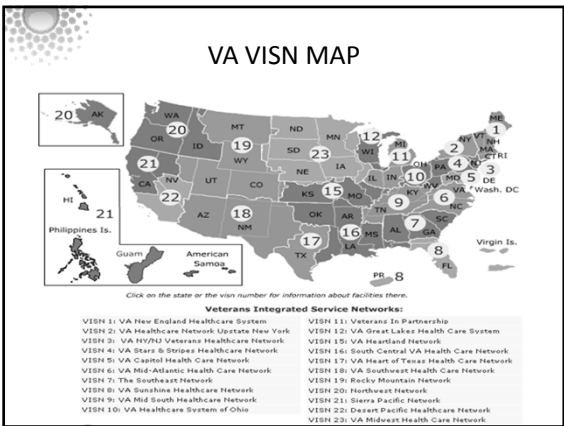 VA VISN MAP
20 AK
WA
20
OR
ID
MT
19
WY
ND
MN
SD 23
NE
IA
12
WI
MI
11
ME
1
VT
NH
NY
2
MA
CT RI
PA
4
NJ
3
OH
10
IL
IN
WV
MD
5
DE
VA
Wash. DC
21
CA
NV
22
UT
CO
KS
15
MO
KY
9
TN
6
NC
SC
7
AL
GA
MS
AZ
18
NM
OK
AR
16
LA
17
TX
8
FL
HI
21
Philippines Is.
Guam
American
Samoa
Virgin Is.
PR 8
Click on the state or the visn number for information about facilities there.
Veterans Integrated Service Networks:
VISN 1: VA New England Healthcare System
VISN 2: VA Healthcare Network Upstate New York
VISN 3: VA NY/NJ Veterans Healthcare Network
VISN 4: VA Stars & Stripes Healthcare Network
VISN 5: VA Capitol Health Care Network
VISN 6: VA Mid-Atlantic Health Care Network
VISN 7: The Southeast Network
VISN 8: VA Sunshine Healthcare Network
VISN 9: VA Mid South Healthcare Network
VISN 10: VA Healthcare System of Ohio
VISN 11: Veterans In Partnership
VISN 12: VA Great Lakes Health Care System
VISN 15: VA Heartland Network
VISN 16: South Central VA Health Care Network
VISN 17: VA Heart of Texas Health Care Network
VISN 18: VA Southwest Health Care Network
VISN 19: Rocky Mountain Network
VISN 20: Northwest Network
VISN 21: Sierra Pacific Network
VISN 22: Desert Pacific Healthcare Network
VISN 23: VA Midwest Health Care Network